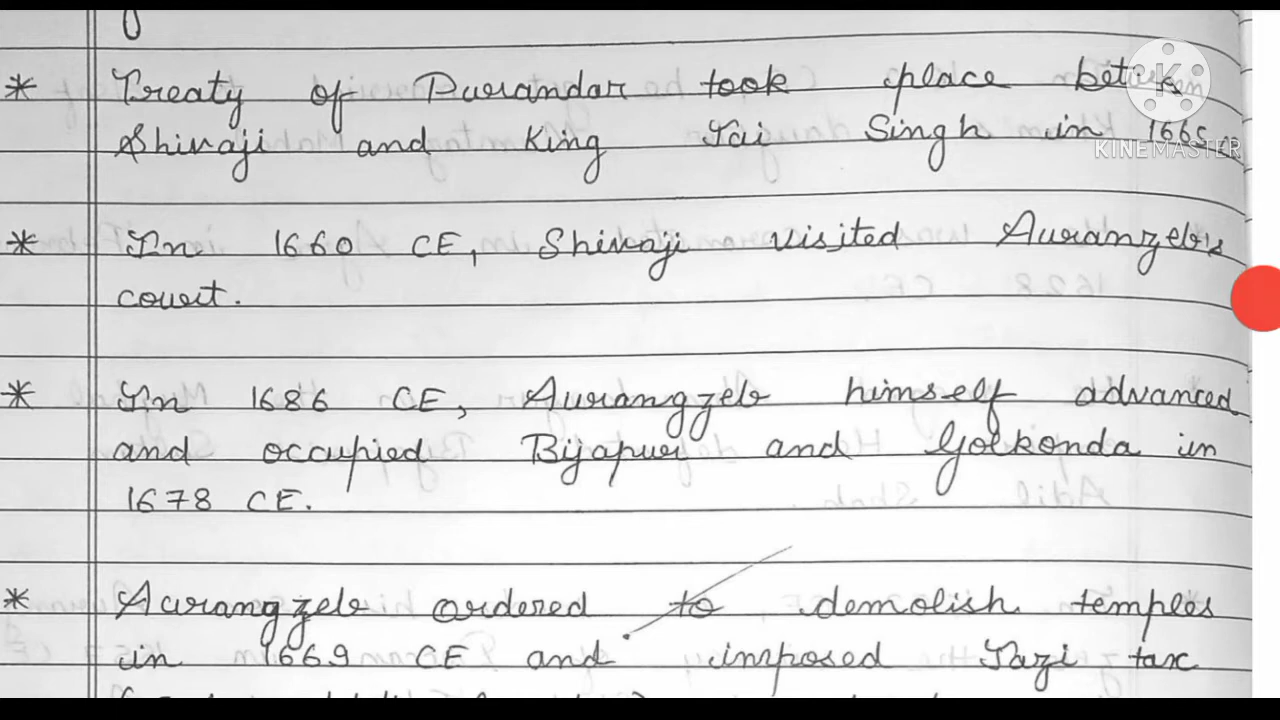 * Treaty of Purandar took place betwn
Shivaji and King Jai Singh in 1665
KINEMASTER
* In 1660 CE, Shivaji visited Auranzeb's
court.
* In 1686 CE, Aurangzeb himself advanced
and occupied Bijapur and Golkonda in
1678 CE.
* Aurangzeb ordered to demolish temples
in 1669 CE and imposed Jazi tax